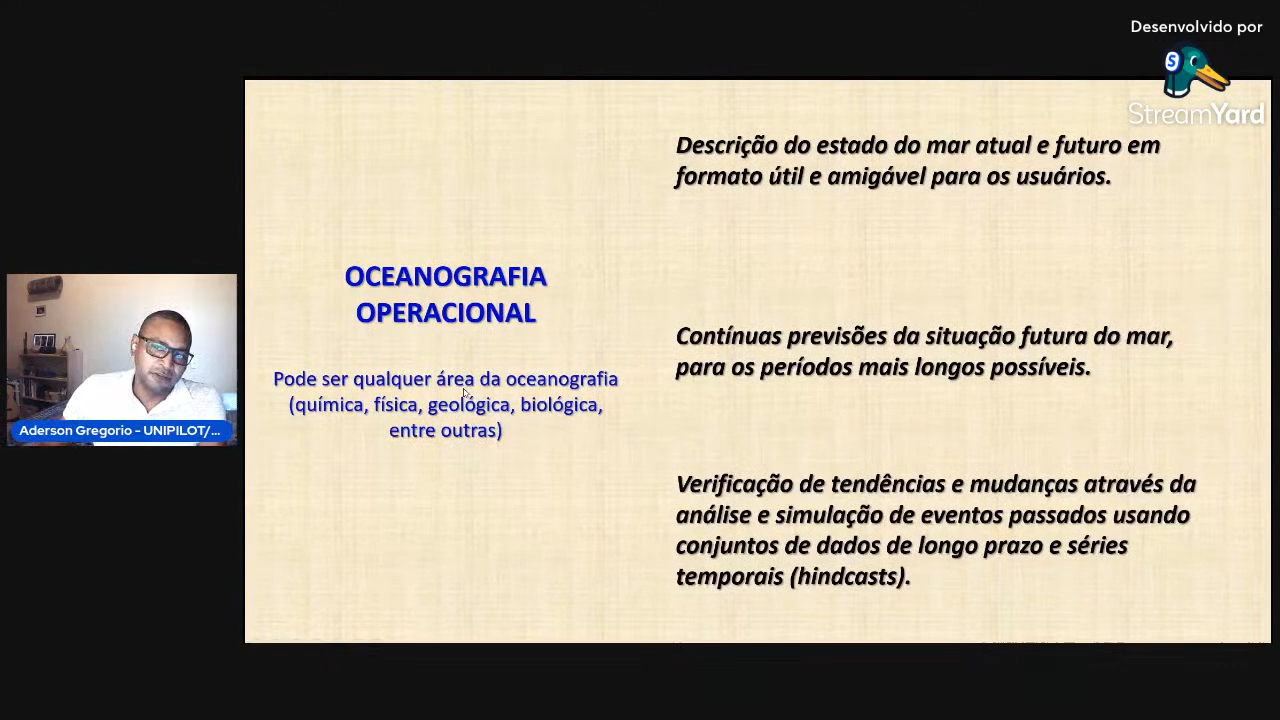 Desenvolvido por
S
StreamYard
Descrição do estado do mar atual e futuro em
formato útil e amigável para os usuários.
OCEANOGRAFIA
OPERACIONAL
Pode ser qualquer área da oceanografia
(química, física, geológica, biológica,
entre outras)
Contínuas previsões da situação futura do mar,
para os períodos mais longos possíveis.
Verificação de tendências e mudanças através da
análise e simulação de eventos passados usando
conjuntos de dados de longo prazo e séries
temporais (hindcasts).
Aderson Gregorio - UNIPILOT/...